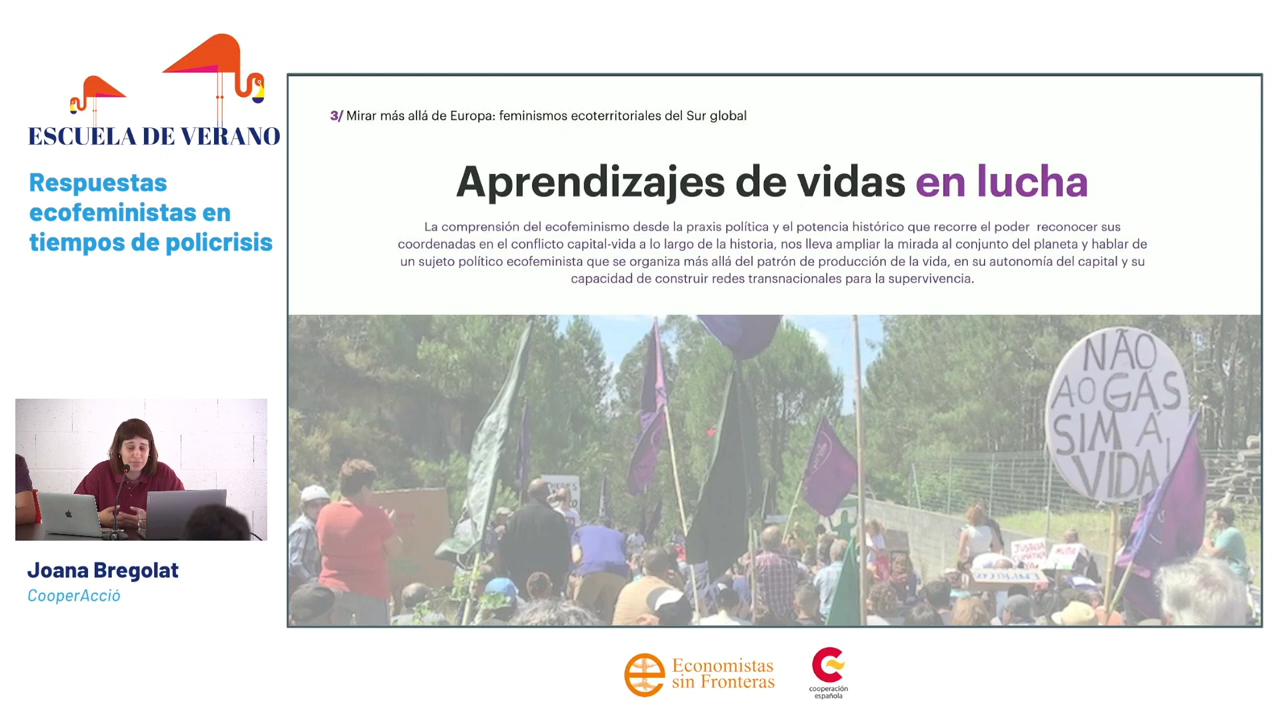 ESCUELA DE VERANO
Respuestas
ecofeministas en
tiempos de policrisis
3/ Mirar más allá de Europa: feminismos ecoterritoriales del Sur global
Aprendizajes de vidas en lucha
La comprensión del ecofeminismo desde la praxis política y el potencia histórico que recorre el poder reconocer sus
coordenadas en el conflicto capital-vida a lo largo de la historia, nos lleva ampliar la mirada al conjunto del planeta y hablar de
un sujeto político ecofeminista que se organiza más allá del patrón de producción de la vida, en su autonomía del capital y su
capacidad de construir redes transnacionales para la supervivencia.
NÃO
AO GÁS
SIM Á
VIDA!
JUSTIÇA
Joana Bregolat
CooperAcció
Economistas
sin Fronteras
cooperación
española